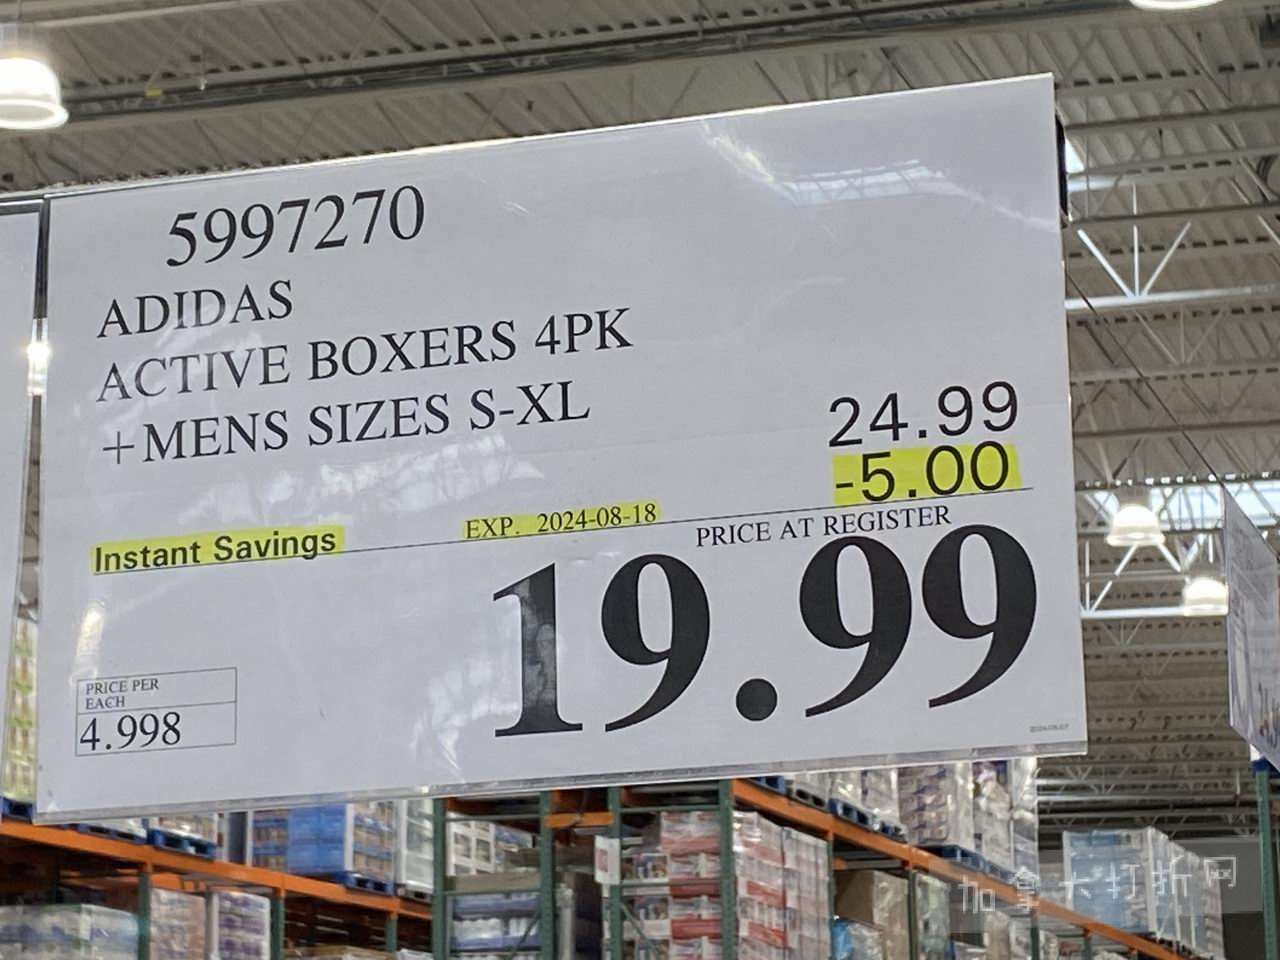 5997270
ADIDAS
ACTIVE BOXERS 4PK
+MENS SIZES S-XL
24.99
-5.00
Instant Savings
EXP. 2024-08-18
PRICE AT REGISTER
19.99
PRICE PER
EACH
4.998
加拿大打折网